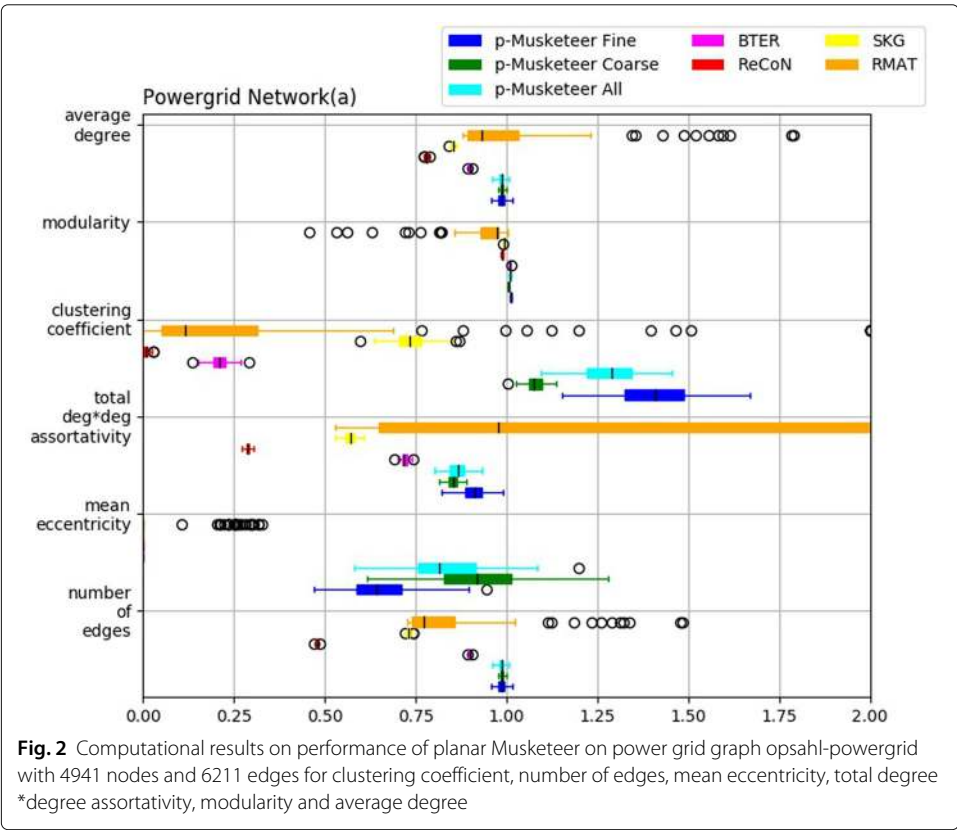 p-Musketeer Fine
p-Musketeer Coarse
p-Musketeer All
BTER
ReCoN
SKG
RMAT
Powergrid Network(a)
average
degree
modularity
clustering
coefficient
total
deg*deg
assortativity
mean
eccentricity
number
of
edges
0.00 0.25 0.50 0.75 1.00 1.25 1.50 1.75 2.00
Fig. 2 Computational results on performance of planar Musketeer on power grid graph opsahl-powergrid
with 4941 nodes and 6211 edges for clustering coefficient, number of edges, mean eccentricity, total degree
*degree assortativity, modularity and average degree